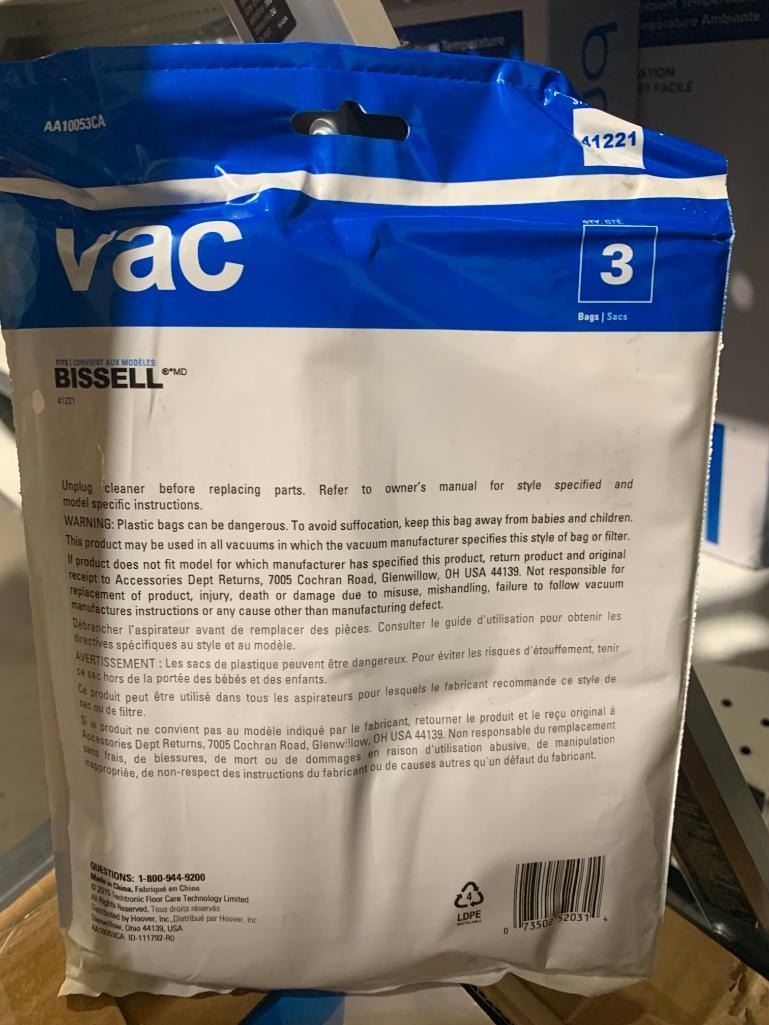 Temperature
Température Ambiante
ET FACILE
AA10053CA
41221
vac
QTY. QTÉ.
3
Bags | Sacs
FITS | CONVIENT AUX MODÈLES:
BISSELL®*MD
41221
Unplug cleaner before replacing parts. Refer to owner's manual for style specified and
model specific instructions.
WARNING: Plastic bags can be dangerous. To avoid suffocation, keep this bag away from babies and children.
This product may be used in all vacuums in which the vacuum manufacturer specifies this style of bag or filter.
If product does not fit model for which manufacturer has specified this product, return product and original
receipt to Accessories Dept Returns, 7005 Cochran Road, Glenwillow, OH USA 44139. Not responsible for
replacement of product, injury, death or damage due to misuse, mishandling, failure to follow vacuum
manufactures instructions or any cause other than manufacturing defect.
Débrancher l'aspirateur avant de remplacer des pièces. Consulter le guide d'utilisation pour obtenir les
directives spécifiques au style et au modèle.
AVERTISSEMENT : Les sacs de plastique peuvent être dangereux. Pour éviter les risques d'étouffement, tenir
ce sac hors de la portée des bébés et des enfants.
Ce produit peut être utilisé dans tous les aspirateurs pour lesquels le fabricant recommande ce style de
sac ou de filtre.
Si le produit ne convient pas au modèle indiqué par le fabricant, retourner le produit et le reçu original à
Accessories Dept Returns, 7005 Cochran Road, Glenwillow, OH USA 44139. Non responsable du remplacement
sans frais, de blessures, de mort ou de dommages en raison d'utilisation abusive, de manipulation
inappropriée, de non-respect des instructions du fabricant ou de causes autres qu'un défaut du fabricant.
QUESTIONS: 1-800-944-9200
Made in China, Fabriqué en Chine
© 2015 Techtronic Floor Care Technology Limited
All Rights Reserved, Tous droits réservés
Distributed by Hoover, Inc., Distribué par Hoover, Inc
Glenwillow, Ohio 44139, USA
AA10053CA ID-111792-R0
4
LDPE
0 73502 52031 4